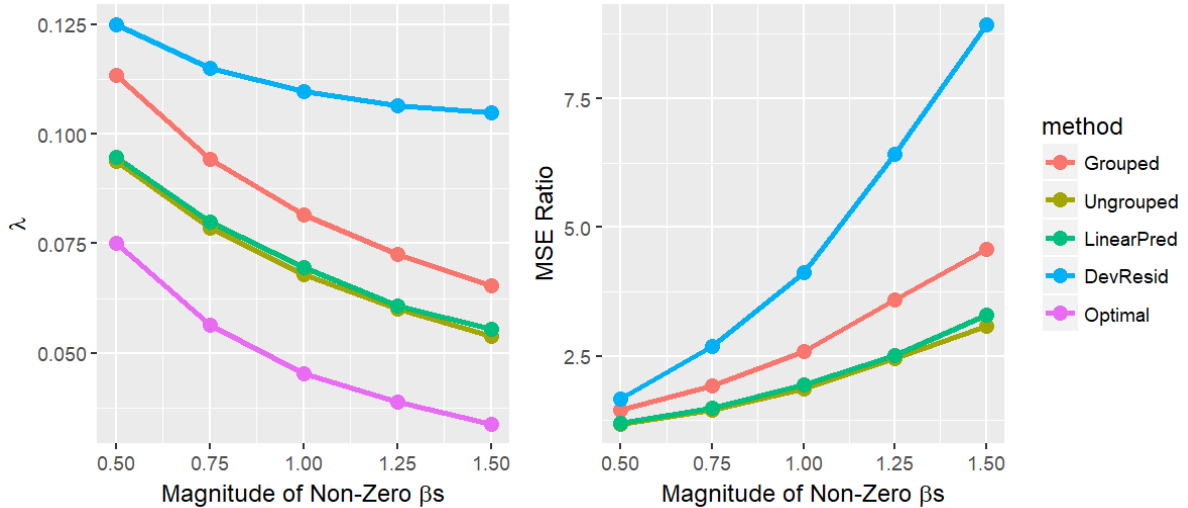 0.125
0.100
0.075
0.050
λ
0.50 0.75 1.00 1.25 1.50
Magnitude of Non-Zero βs
7.5
5.0
2.5
MSE Ratio
0.50 0.75 1.00 1.25 1.50
Magnitude of Non-Zero βs
method
Grouped
Ungrouped
LinearPred
DevResid
Optimal